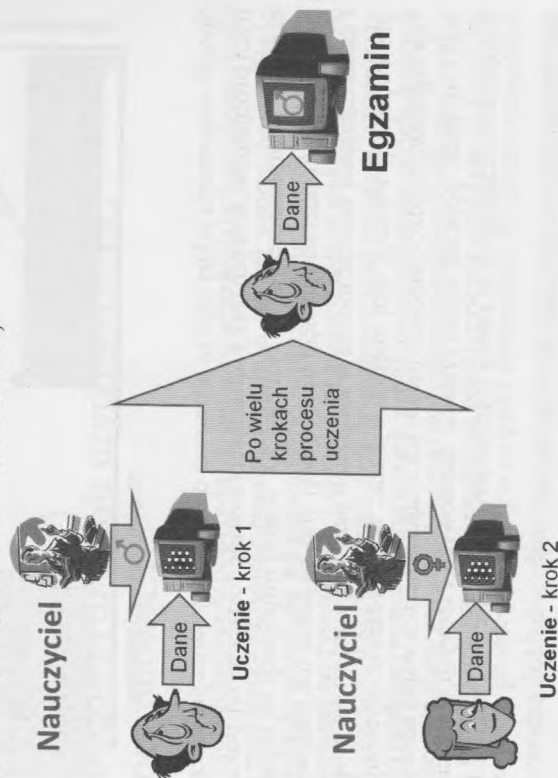 Nauczyciel
Dane
Uczenie - krok 1
Nauczyciel
Dane
Uczenie - krok 2
Po wielu
krokach
procesu
uczenia
Dane
Egzamin